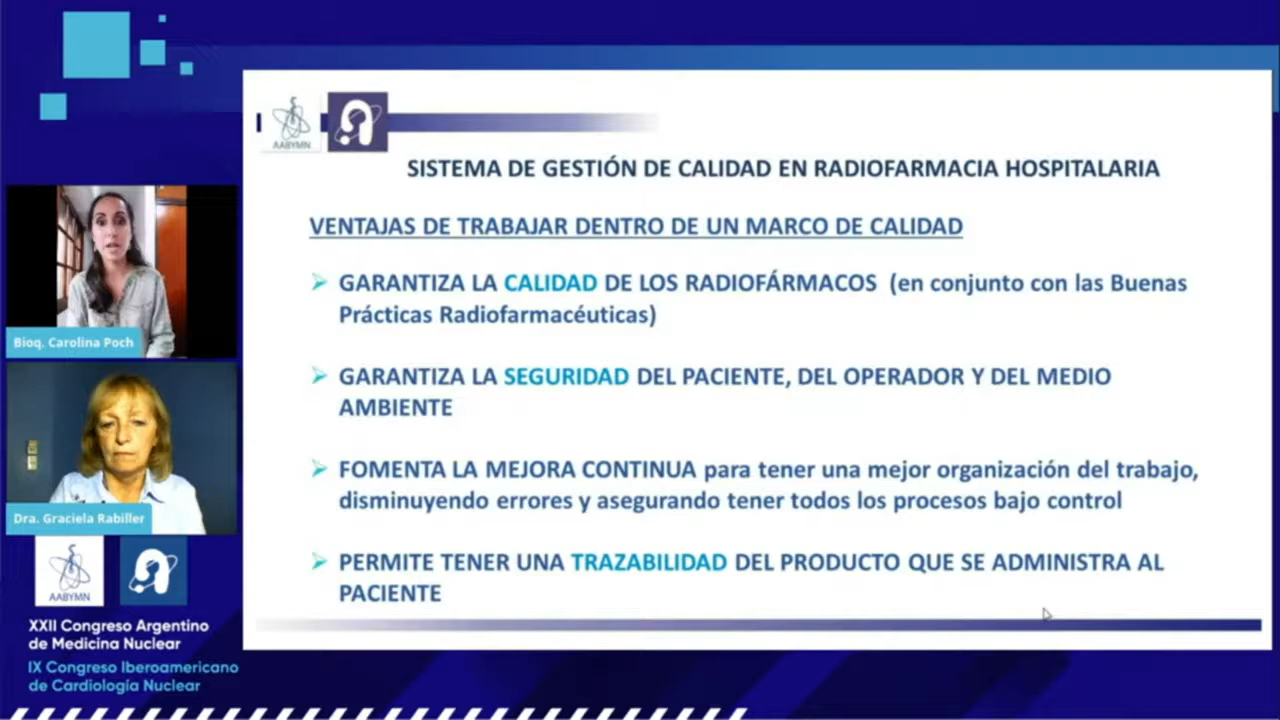 AABYMN
SISTEMA DE GESTIÓN DE CALIDAD EN RADIOFARMACIA HOSPITALARIA
VENTAJAS DE TRABAJAR DENTRO DE UN MARCO DE CALIDAD
GARANTIZA LA CALIDAD DE LOS RADIOFÁRMACOS (en conjunto con las Buenas
Prácticas Radiofarmacéuticas)
GARANTIZA LA SEGURIDAD DEL PACIENTE, DEL OPERADOR Y DEL MEDIO
AMBIENTE
FOMENTA LA MEJORA CONTINUA para tener una mejor organización del trabajo,
disminuyendo errores y asegurando tener todos los procesos bajo control
PERMITE TENER UNA TRAZABILIDAD DEL PRODUCTO QUE SE ADMINISTRA AL
PACIENTE
Bioq. Carolina Poch
Dra. Graciela Rabiller
AABYMN
XXII Congreso Argentino
de Medicina Nuclear
IX Congreso Iberoamericano
de Cardiología Nuclear